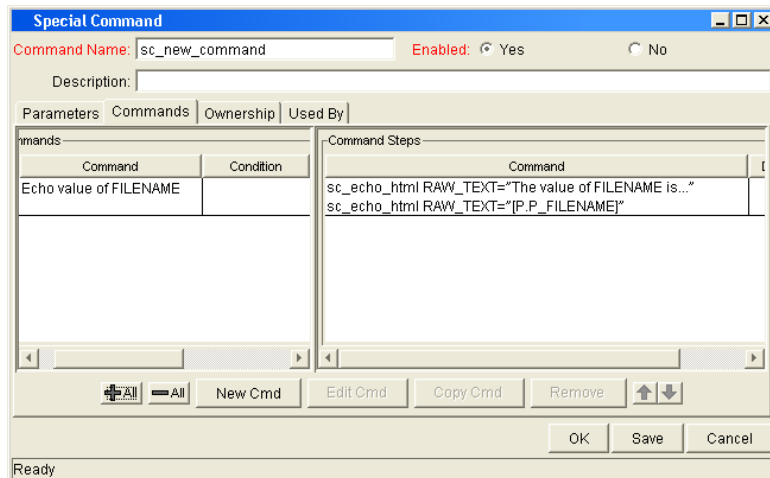 Special Command
Command Name: sc_new_command Enabled: Yes No
Description:
Parameters Commands Ownership Used By
mmands Command Steps
Command Condition Command
Echo value of FILENAME sc_echo_html RAW_TEXT="The value of FILENAME is..."
sc_echo_html RAW_TEXT="[P.P_FILENAME]"
All All New Cmd Edit Cmd Copy Cmd Remove
OK Save Cancel
Ready